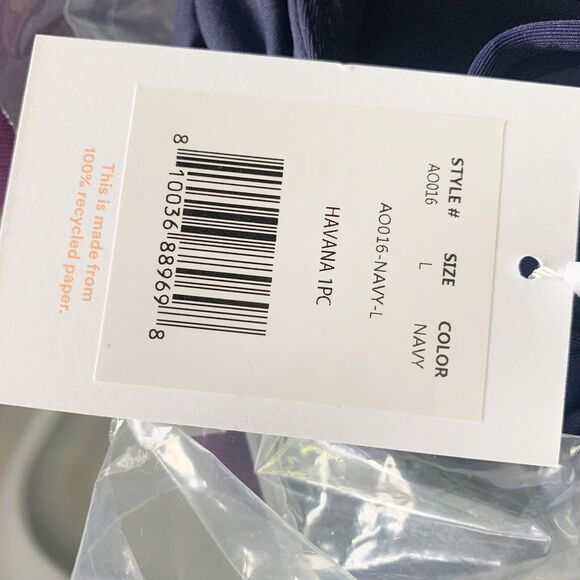 STYLE # SIZE COLOR
AO016 L NAVY
AO016-NAVY-L
HAVANA 1PC
8 10036 88969 8
This is made from
100% recycled paper.